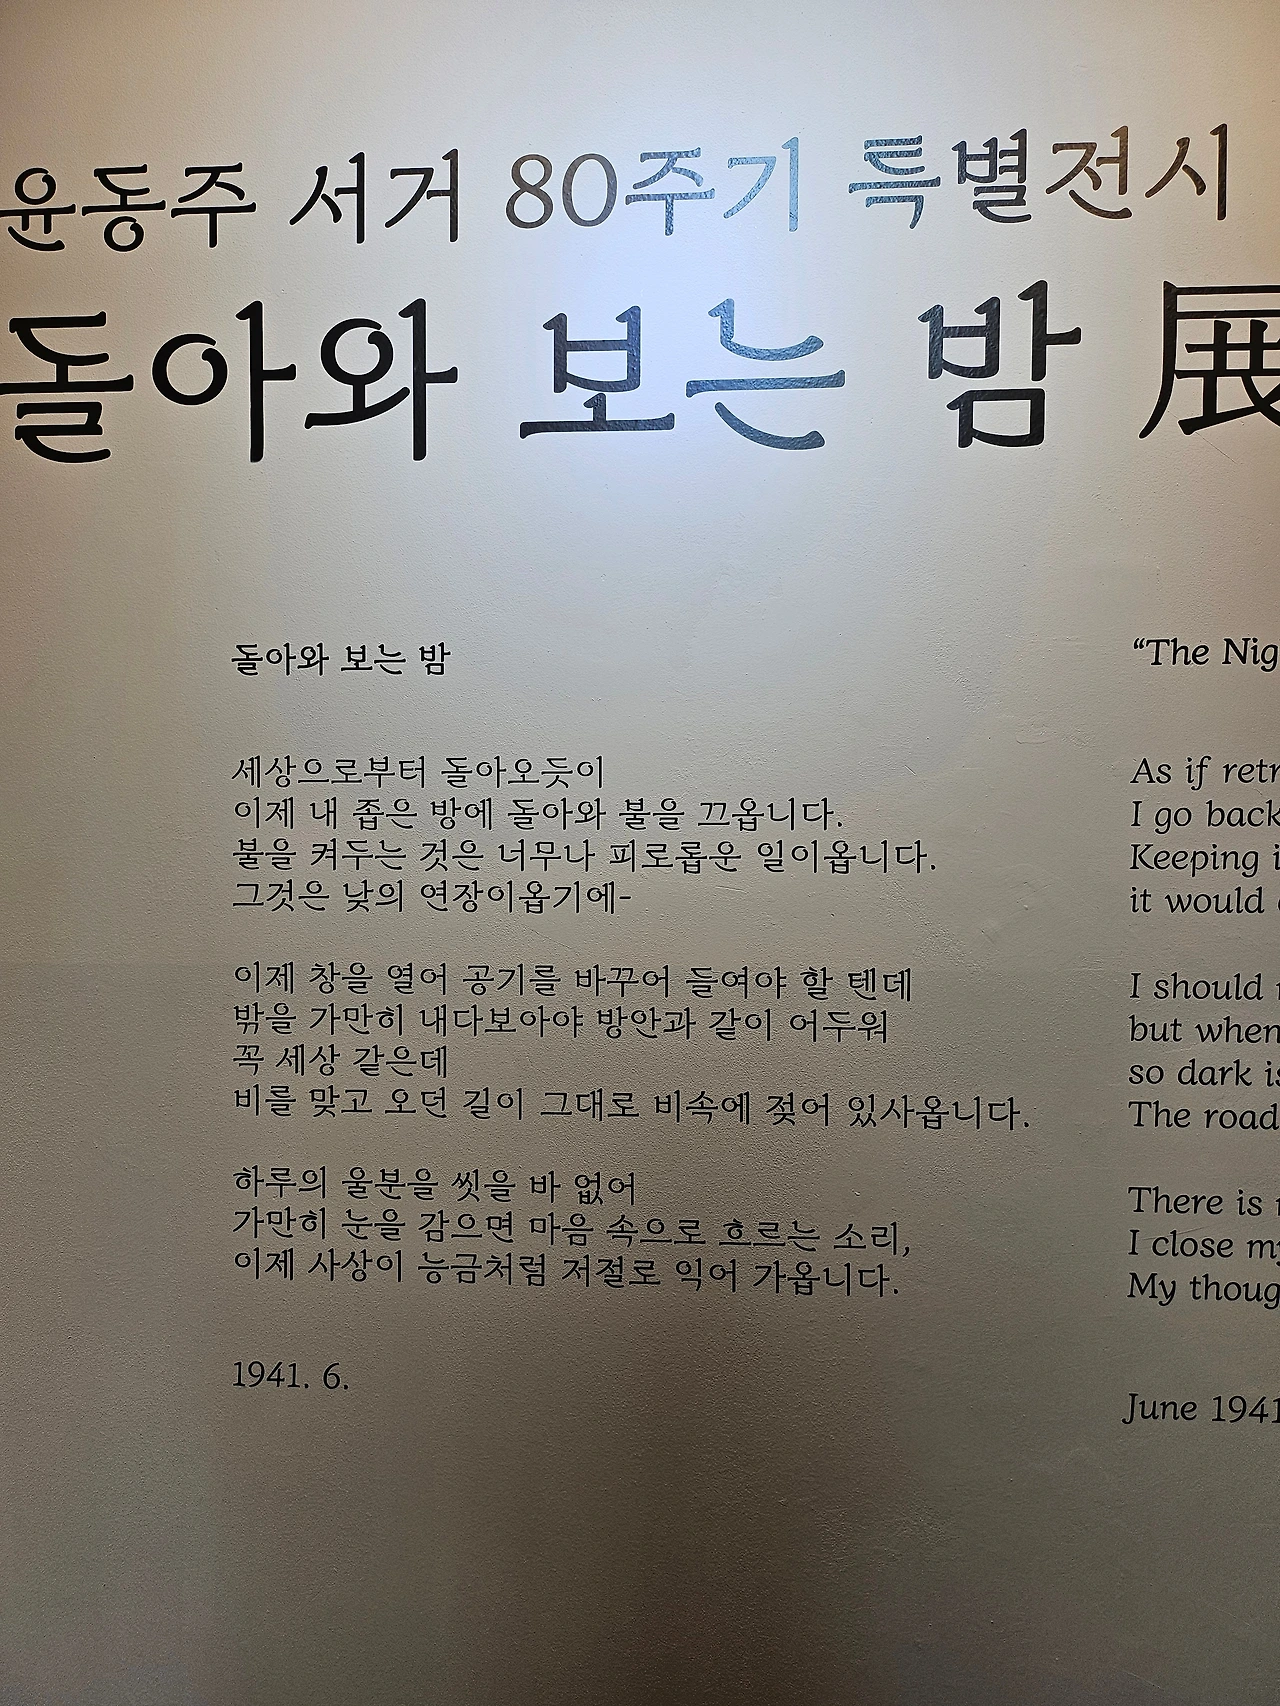 윤동주 서거 80주기 특별전시
돌아와 보는 밤 展
돌아와 보는 밤
세상으로부터 돌아오듯이
이제 내 좁은 방에 돌아와 불을 끄옵니다.
불을 켜두는 것은 너무나 피로롭운 일이옵니다.
그것은 낮의 연장이옵기에-
이제 창을 열어 공기를 바꾸어 들여야 할 텐데
밖을 가만히 내다보아야 방안과 같이 어두워
꼭 세상 같은데
비를 맞고 오던 길이 그대로 비속에 젖어 있사옵니다.
하루의 울분을 씻을 바 없어
가만히 눈을 감으면 마음 속으로 흐르는 소리,
이제 사상이 능금처럼 저절로 익어 가옵니다.
1941. 6.
“The
As if
I go back
Keeping
it would
I should
but when
so dark
The road
There is
I close
My
June 1941